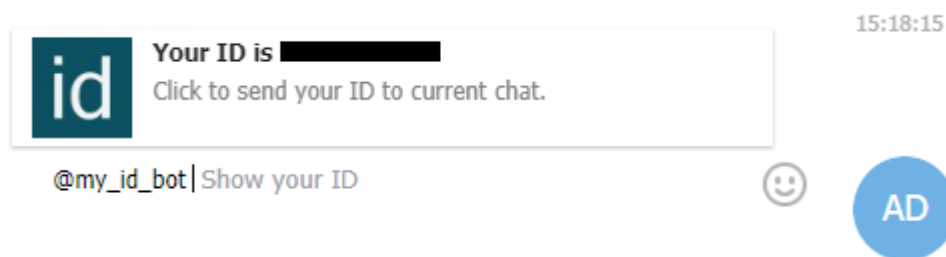 15:18:15
id
Your ID is
Click to send your ID to current chat.
@my_id_bot Show your ID
AD